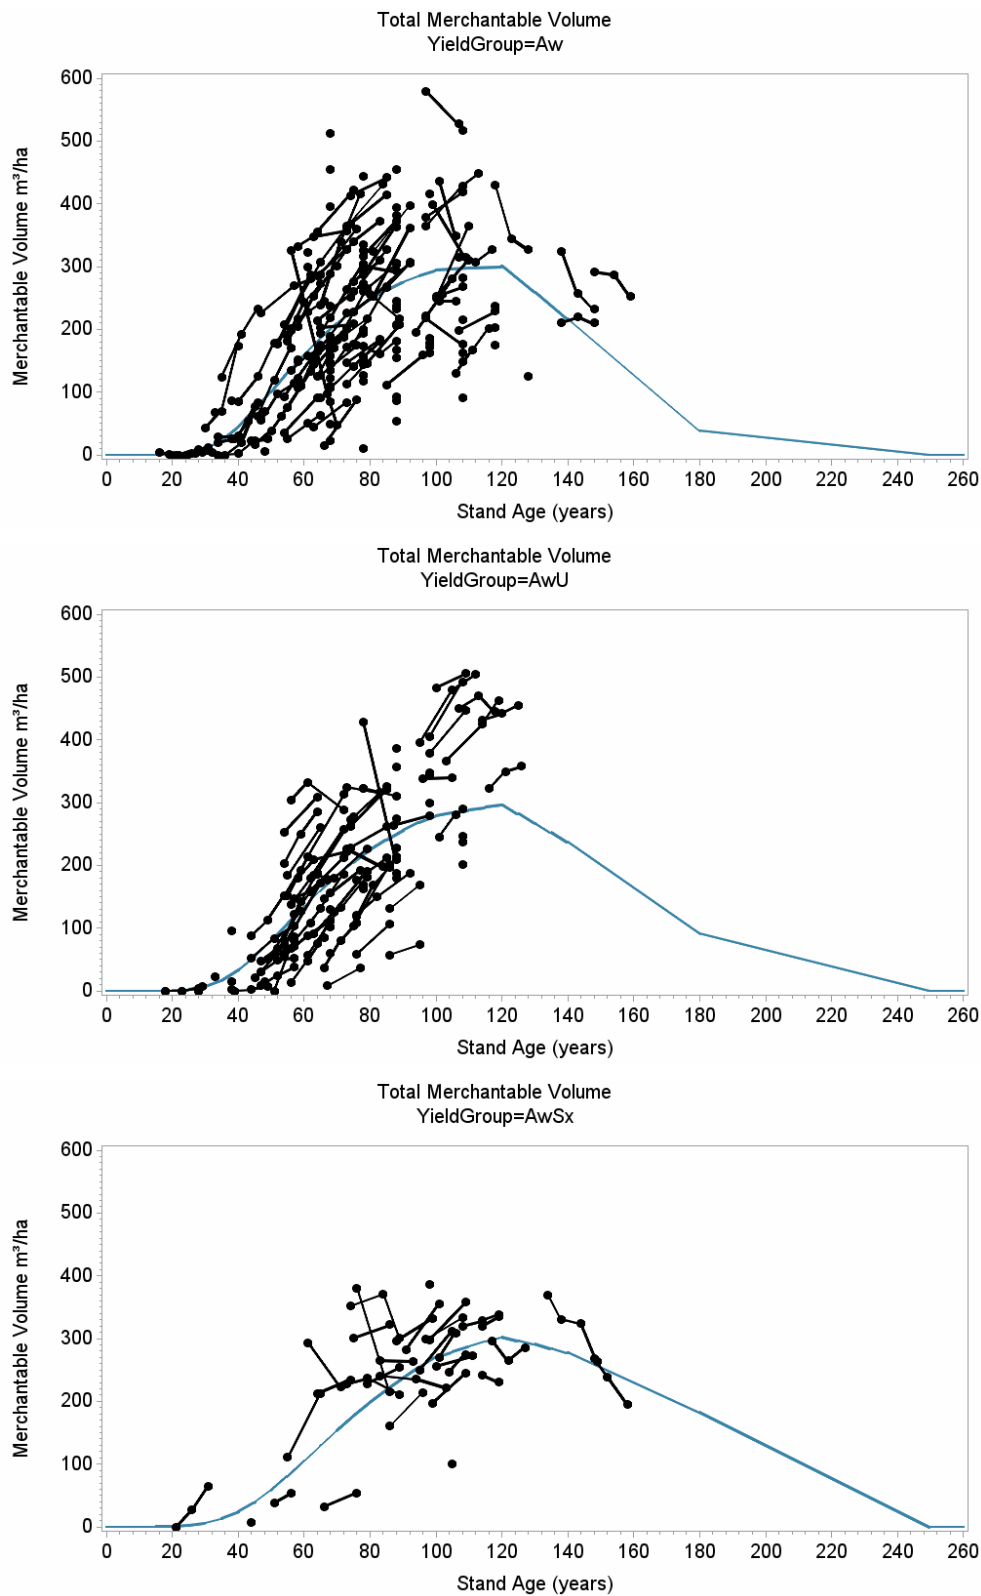 Total Merchantable Volume
YieldGroup=Aw
Merchantable Volume m³/ha
600
500
400
300
200
100
0
0 20 40 60 80 100 120 140 160 180 200 220 240 260
Stand Age (years)
Total Merchantable Volume
YieldGroup=AwU
Merchantable Volume m³/ha
600
500
400
300
200
100
0
0 20 40 60 80 100 120 140 160 180 200 220 240 260
Stand Age (years)
Total Merchantable Volume
YieldGroup=AwSx
Merchantable Volume m³/ha
600
500
400
300
200
100
0
0 20 40 60 80 100 120 140 160 180 200 220 240 260
Stand Age (years)